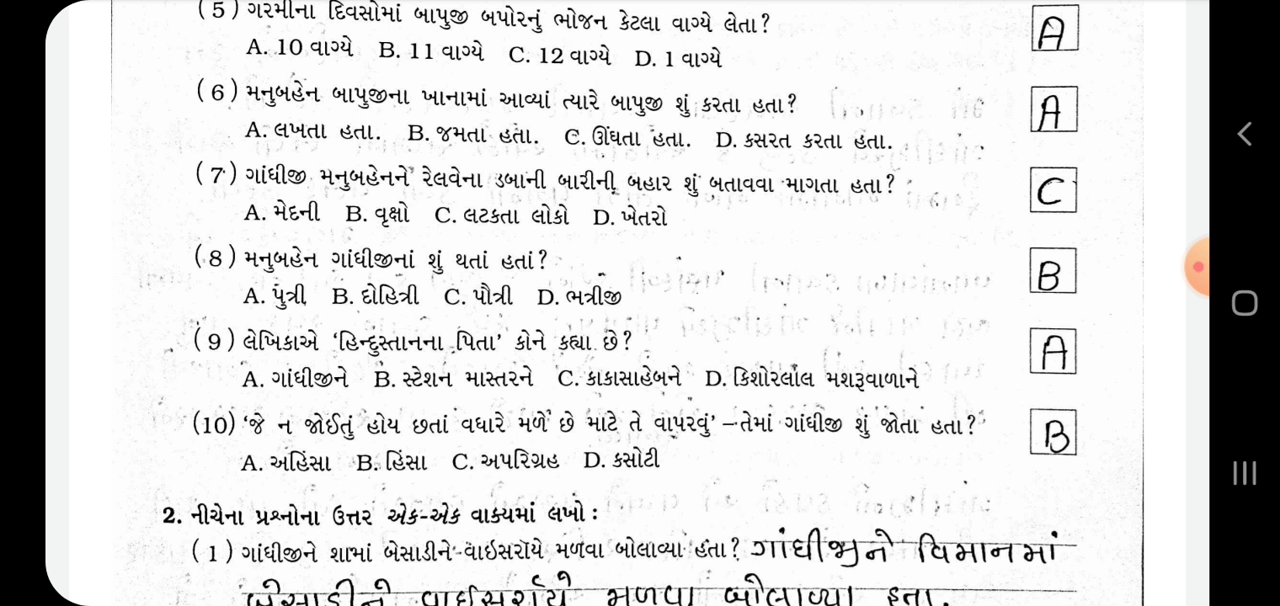 (5) ગરમીના દિવસોમાં બાપુજી બપોરનું ભોજન કેટલા વાગ્યે લેતા? A
A. 10 વાગ્યે B. 11 વાગ્યે C. 12 વાગ્યે D. 1 વાગ્યે
(6) મનુબહેન બાપુજીના ખાનામાં આવ્યાં ત્યારે બાપુજી શું કરતા હતા? A
A. લખતા હતા. B. જમતા હતા. C. ઊંઘતા હતા. D. કસરત કરતા હતા.
(7) ગાંધીજી મનુબહેનને રેલવેના ડબાની બારીની બહાર શું બતાવવા માગતા હતા? C
A. મેદની B. વૃક્ષો C. લટકતા લોકો D. ખેતરો
(8) મનુબહેન ગાંધીજીનાં શું થતાં હતાં? B
A. પુત્રી B. દોહિત્રી C. પૌત્રી D. ભત્રીજી
(9) લેખિકાએ ‘હિન્દુસ્તાનના પિતા’ કોને કહ્યા છે? A
A. ગાંધીજીને B. સ્ટેશન માસ્તરને C. કાકાસાહેબને D. કિશોરલાલ મશરૂવાળાને
(10) ‘જે ન જોઈતું હોય છતાં વધારે મળે છે માટે તે વાપરવું’ – તેમાં ગાંધીજી શું જોતા હતા? B
A. અહિંસા B. હિંસા C. અપરિગ્રહ D. કસોટી
2. નીચેના પ્રશ્નોના ઉત્તર એક-એક વાક્યમાં લખો :
(1) ગાંધીજીને શામાં બેસાડીને વાઇસરૉયે મળવા બોલાવ્યા હતા? ગાંધીજીને વિમાનમાં
બેસાડીને વાઈસરૉયે મળવા બોલાવ્યા હતા.